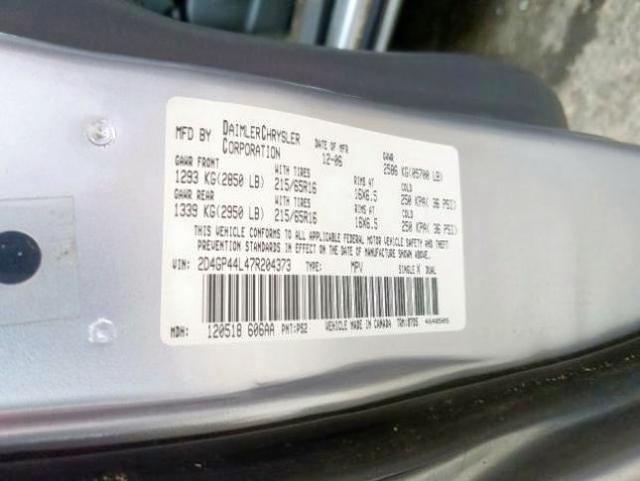 MFD BY DAIMLERCHRYSLER CORPORATION DATE OF MFR 12-06 GVWR 2586 KG(05700 LB)
GAWR FRONT WITH TIRES RIMS AT COLD
1293 KG(2850 LB) 215/65R16 16X6.5 250 KPA( 36 PSI)
GAWR REAR WITH TIRES RIMS AT COLD
1339 KG(2950 LB) 215/65R16 16X6.5 250 KPA( 36 PSI)
THIS VEHICLE CONFORMS TO ALL APPLICABLE FEDERAL MOTOR VEHICLE SAFETY AND THEFT
PREVENTION STANDARDS IN EFFECT ON THE DATE OF MANUFACTURE SHOWN ABOVE.
VIN: 2D4GP44L47R204373 TYPE: MPV SINGLE X DUAL
MDH: 120518 606AA PNT:PS2 VEHICLE MADE IN CANADA